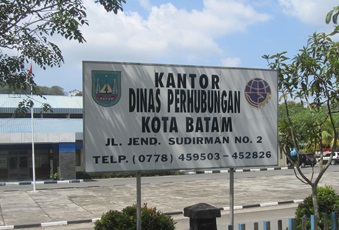 KANTOR
DINAS PERHUBUNGAN
KOTA BATAM
JL. JEND. SUDIRMAN NO. 2
TELP. (0778) 459503 - 452826